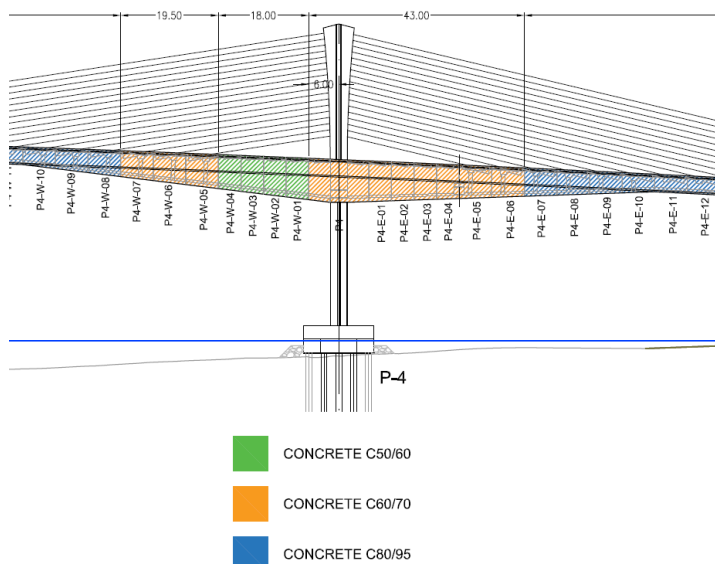 19.50
18.00
43.00
6.00
P4-W-10
P4-W-09
P4-W-08
P4-W-07
P4-W-06
P4-W-05
P4-W-04
P4-W-03
P4-W-02
P4-W-01
P4
P4-E-01
P4-E-02
P4-E-03
P4-E-04
P4-E-05
P4-E-06
P4-E-07
P4-E-08
P4-E-09
P4-E-10
P4-E-11
P4-E-12
P-4
CONCRETE C50/60
CONCRETE C60/70
CONCRETE C80/95